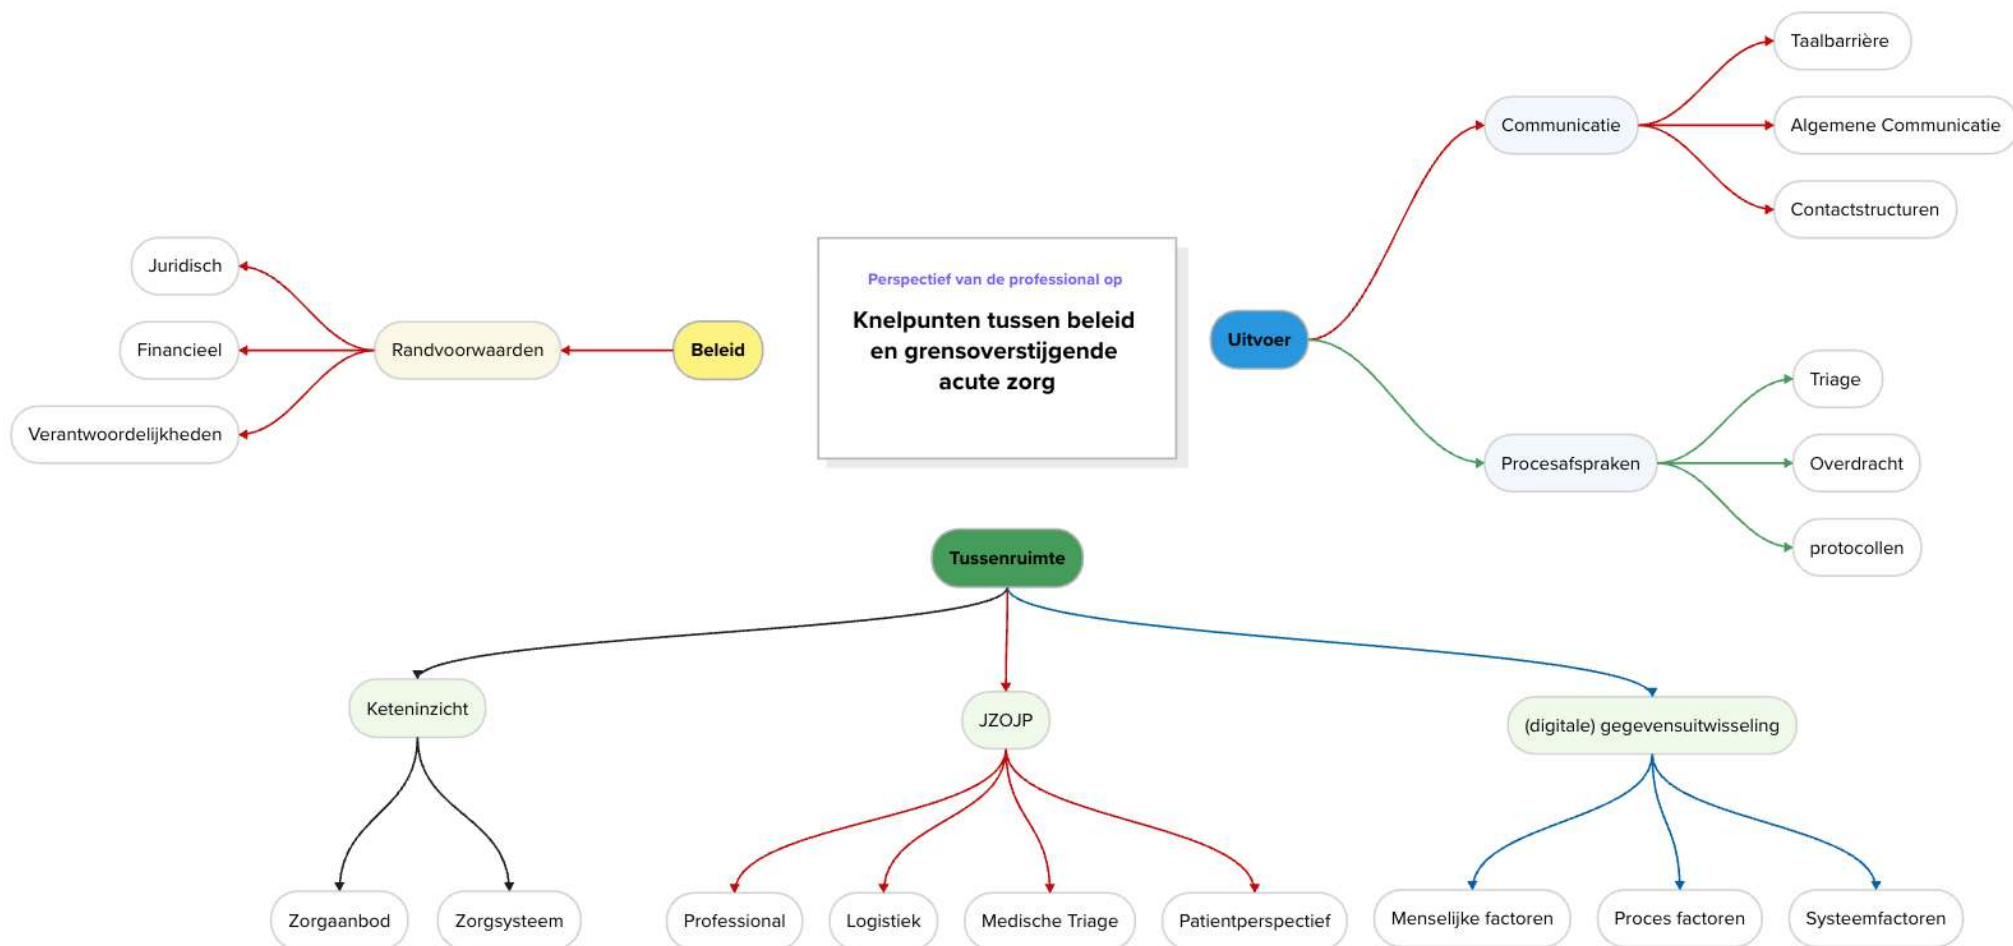 Taalbarrière
Communicatie
Algemene Communicatie
Contactstructuren
Juridisch
Financieel
Randvoorwaarden
Beleid
Verantwoordelijkheden
Perspectief van de professional op
Knelpunten tussen beleid
en grensoverstijgende
acute zorg
Uitvoer
Triage
Procesafspraken
Overdracht
protocollen
Tussenruimte
Keteninzicht
JZOJP
(digitale) gegevensuitwisseling
Zorgaanbod
Zorgsysteem
Professional
Logistiek
Medische Triage
Patientperspectief
Menselijke factoren
Proces factoren
Systeemfactoren